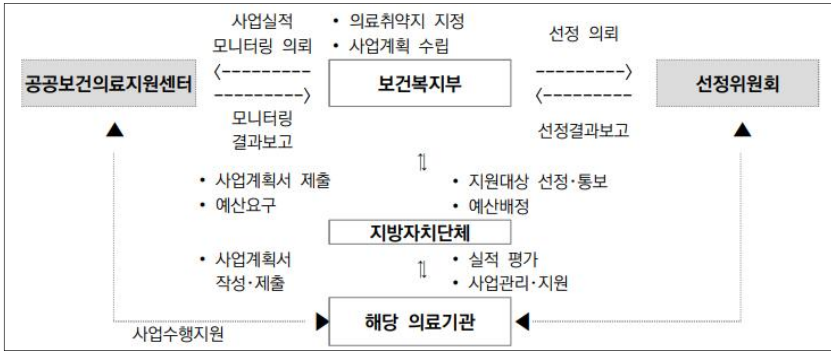 사업실적
모니터링 의뢰
• 의료취약지 지정
• 사업계획 수립
선정 의뢰
공공보건의료지원센터
보건복지부
선정위원회
모니터링
결과보고
선정결과보고
• 사업계획서 제출
• 예산요구
• 지원대상 선정·통보
• 예산배정
지방자치단체
• 사업계획서
작성·제출
• 실적 평가
• 사업관리·지원
해당 의료기관
사업수행지원